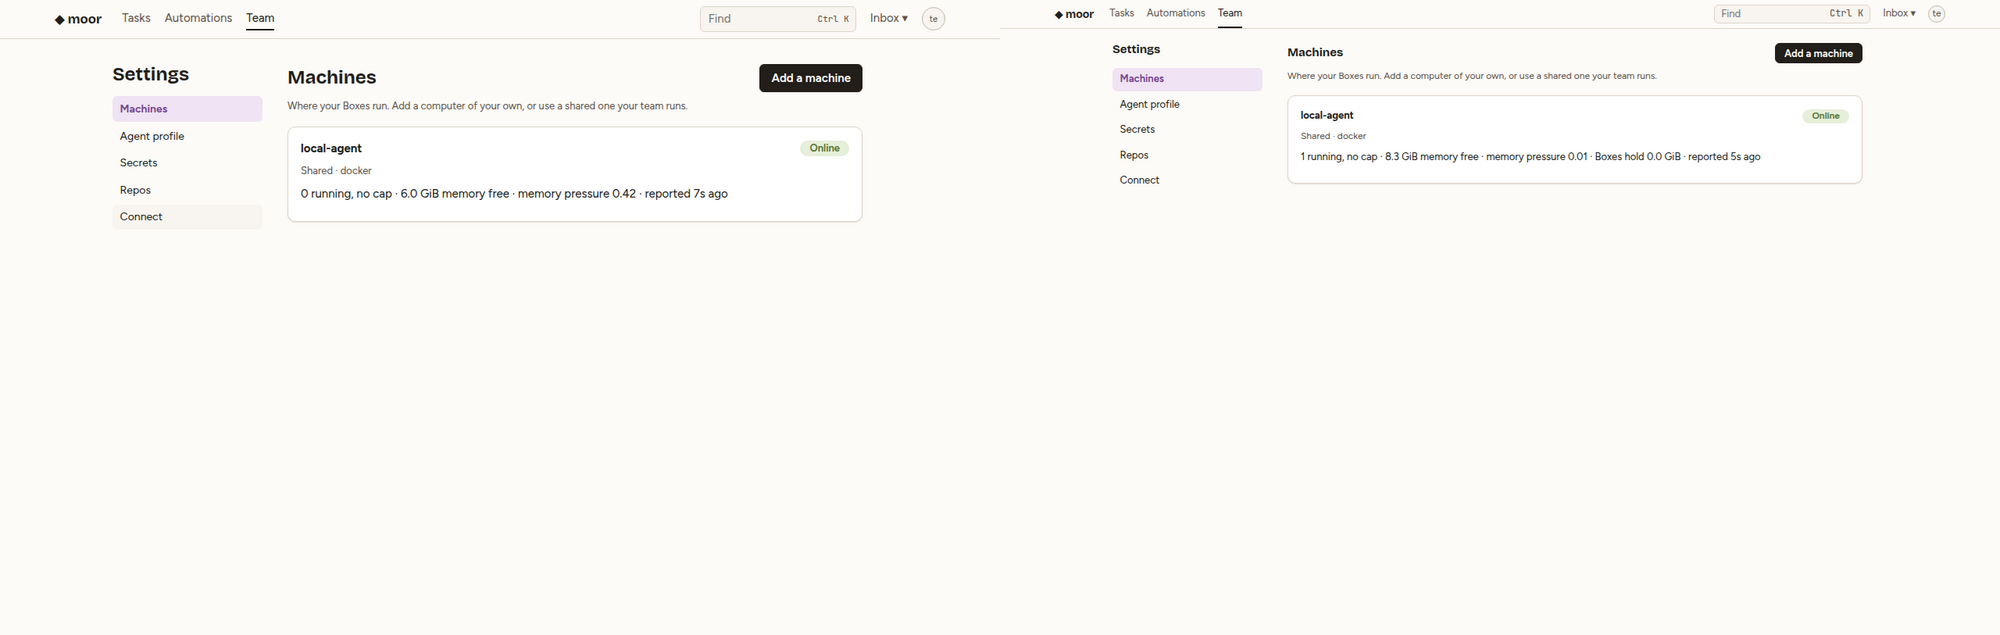 ◆ moor Tasks Automations Team Find Ctrl K Inbox ▾ te
Settings
Machines
Agent profile
Secrets
Repos
Connect
Machines
Add a machine
Where your Boxes run. Add a computer of your own, or use a shared one your team runs.
local-agent
Online
Shared · docker
0 running, no cap · 6.0 GiB memory free · memory pressure 0.42 · reported 7s ago
◆ moor Tasks Automations Team Find Ctrl K Inbox ▾ te
Settings
Machines
Agent profile
Secrets
Repos
Connect
Machines
Add a machine
Where your Boxes run. Add a computer of your own, or use a shared one your team runs.
local-agent
Online
Shared · docker
1 running, no cap · 8.3 GiB memory free · memory pressure 0.01 · Boxes hold 0.0 GiB · reported 5s ago